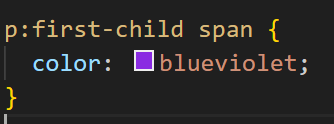 p:first-child span {
  color: blueviolet;
}